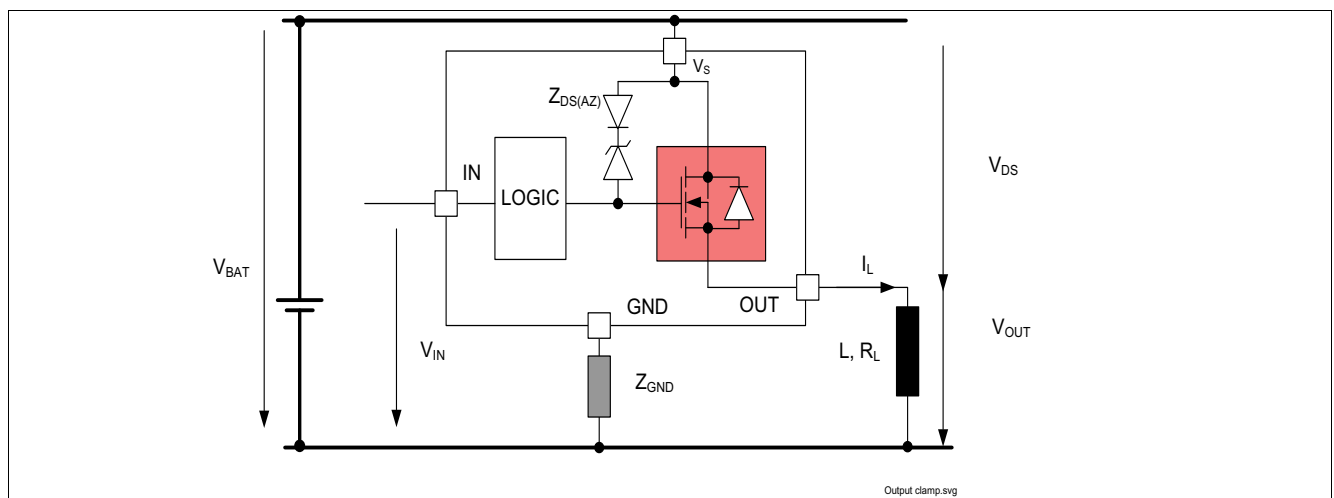 VS
ZDS(AZ)
IN
LOGIC
VDS
VBAT
IL
GND
OUT
VIN
VOUT
L, RL
ZGND
Output clamp.svg